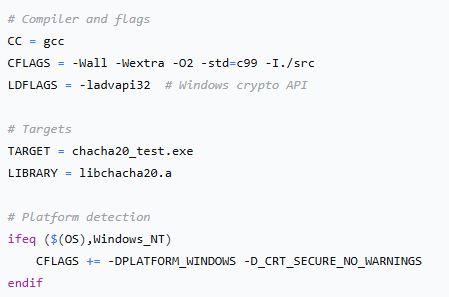 # Compiler and flags
CC = gcc
CFLAGS = -Wall -Wextra -O2 -std=c99 -I./src
LDFLAGS = -ladvapi32  # Windows crypto API

# Targets
TARGET = chacha20_test.exe
LIBRARY = libchacha20.a

# Platform detection
ifeq ($(OS),Windows_NT)
    CFLAGS += -DPLATFORM_WINDOWS -D_CRT_SECURE_NO_WARNINGS
endif